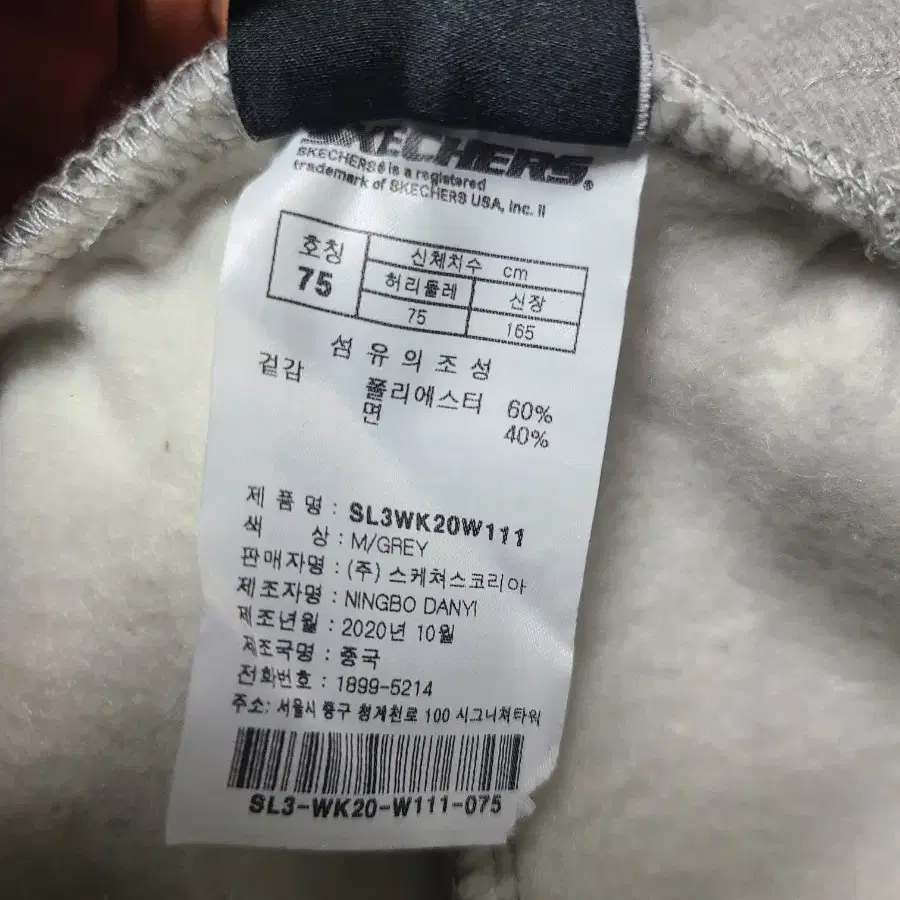 SKECHERS®
SKECHERS® is a registered
trademark of SKECHERS USA, Inc. II
호칭 신체치수 cm
75 허리둘레 신장
75 165
섬유의조성
겉감 폴리에스터 60%
면 40%
제 품 명 : SL3WK20W111
색 상 : M/GREY
판매자명 : (주) 스케쳐스코리아
제조자명 : NINGBO DANYI
제조년월 : 2020년 10월
제조국명 : 중국
전화번호 : 1899-5214
주소: 서울시 중구 청계천로 100 시그니쳐타워
SL3-WK20-W111-075